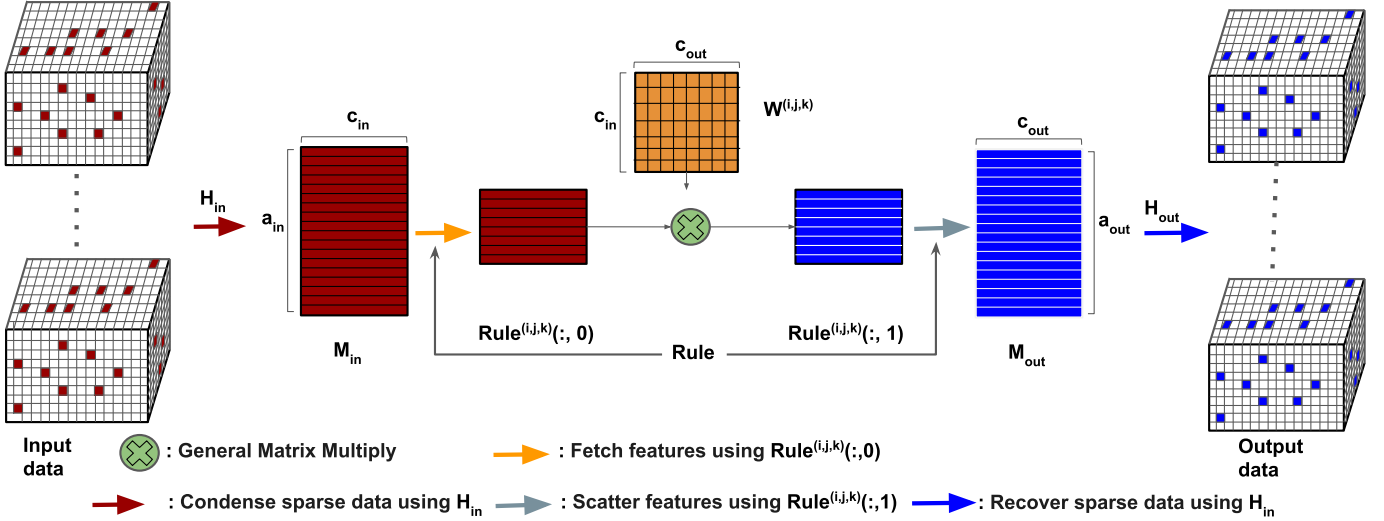 c_out
c_in
W^(i,j,k)
c_in
c_out
H_in
a_in
a_out
H_out
Rule^(i,j,k)(:, 0)
Rule^(i,j,k)(:, 1)
M_in
Rule
M_out
Input
data
Output
data
: General Matrix Multiply
: Fetch features using Rule^(i,j,k)(:,0)
: Condense sparse data using H_in
: Scatter features using Rule^(i,j,k)(:,1)
: Recover sparse data using H_in